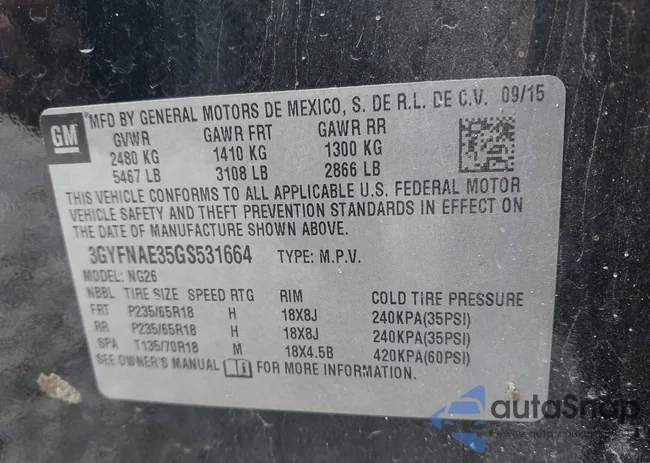 GM
MFD BY GENERAL MOTORS DE MEXICO, S. DE R.L. DE C.V. 09/15
GVWR GAWR FRT GAWR RR
2480 KG 1410 KG 1300 KG
5467 LB 3108 LB 2866 LB
THIS VEHICLE CONFORMS TO ALL APPLICABLE U.S. FEDERAL MOTOR
VEHICLE SAFETY AND THEFT PREVENTION STANDARDS IN EFFECT ON
THE DATE OF MANUFACTURE SHOWN ABOVE.
3GYFNAE35GS531664 TYPE: M.P.V.
MODEL: NG26
NBBL TIRE SIZE SPEED RTG RIM COLD TIRE PRESSURE
FRT P235/65R18 H 18X8J 240KPA(35PSI)
RR P235/65R18 H 18X8J 240KPA(35PSI)
SPA T135/70R18 M 18X4.5B 420KPA(60PSI)
SEE OWNER'S MANUAL i FOR MORE INFORMATION.
autoSnap